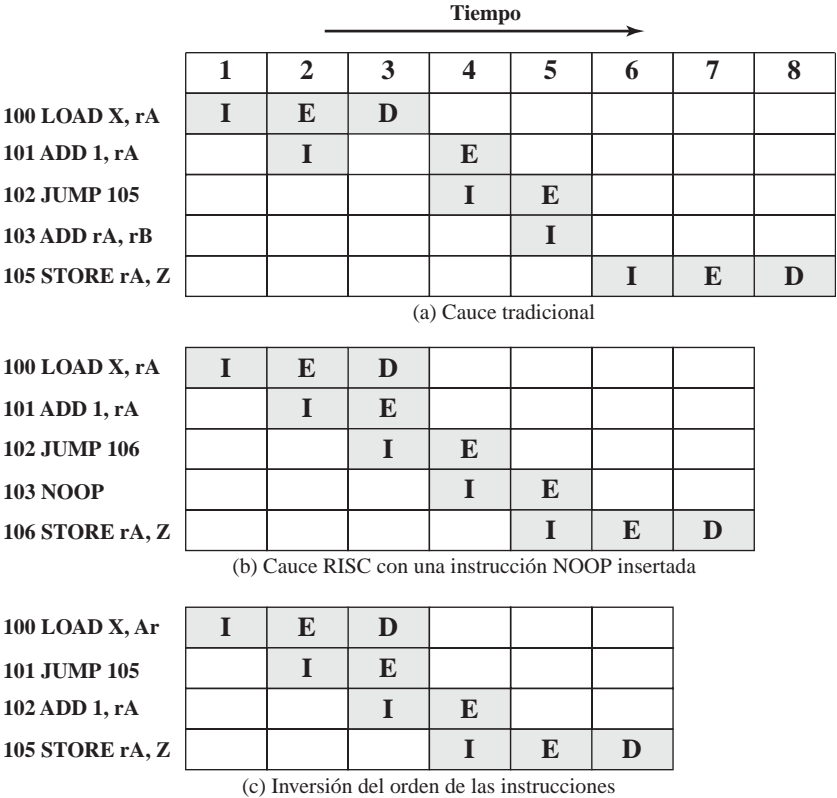 Tiempo
1 2 3 4 5 6 7 8
100 LOAD X, rA I E D
101 ADD 1, rA I E
102 JUMP 105 I E
103 ADD rA, rB I
105 STORE rA, Z I E D
(a) Cauce tradicional
100 LOAD X, rA I E D
101 ADD 1, rA I E
102 JUMP 106 I E
103 NOOP I E
106 STORE rA, Z I E D
(b) Cauce RISC con una instrucción NOOP insertada
100 LOAD X, Ar I E D
101 JUMP 105 I E
102 ADD 1, rA I E
105 STORE rA, Z I E D
(c) Inversión del orden de las instrucciones